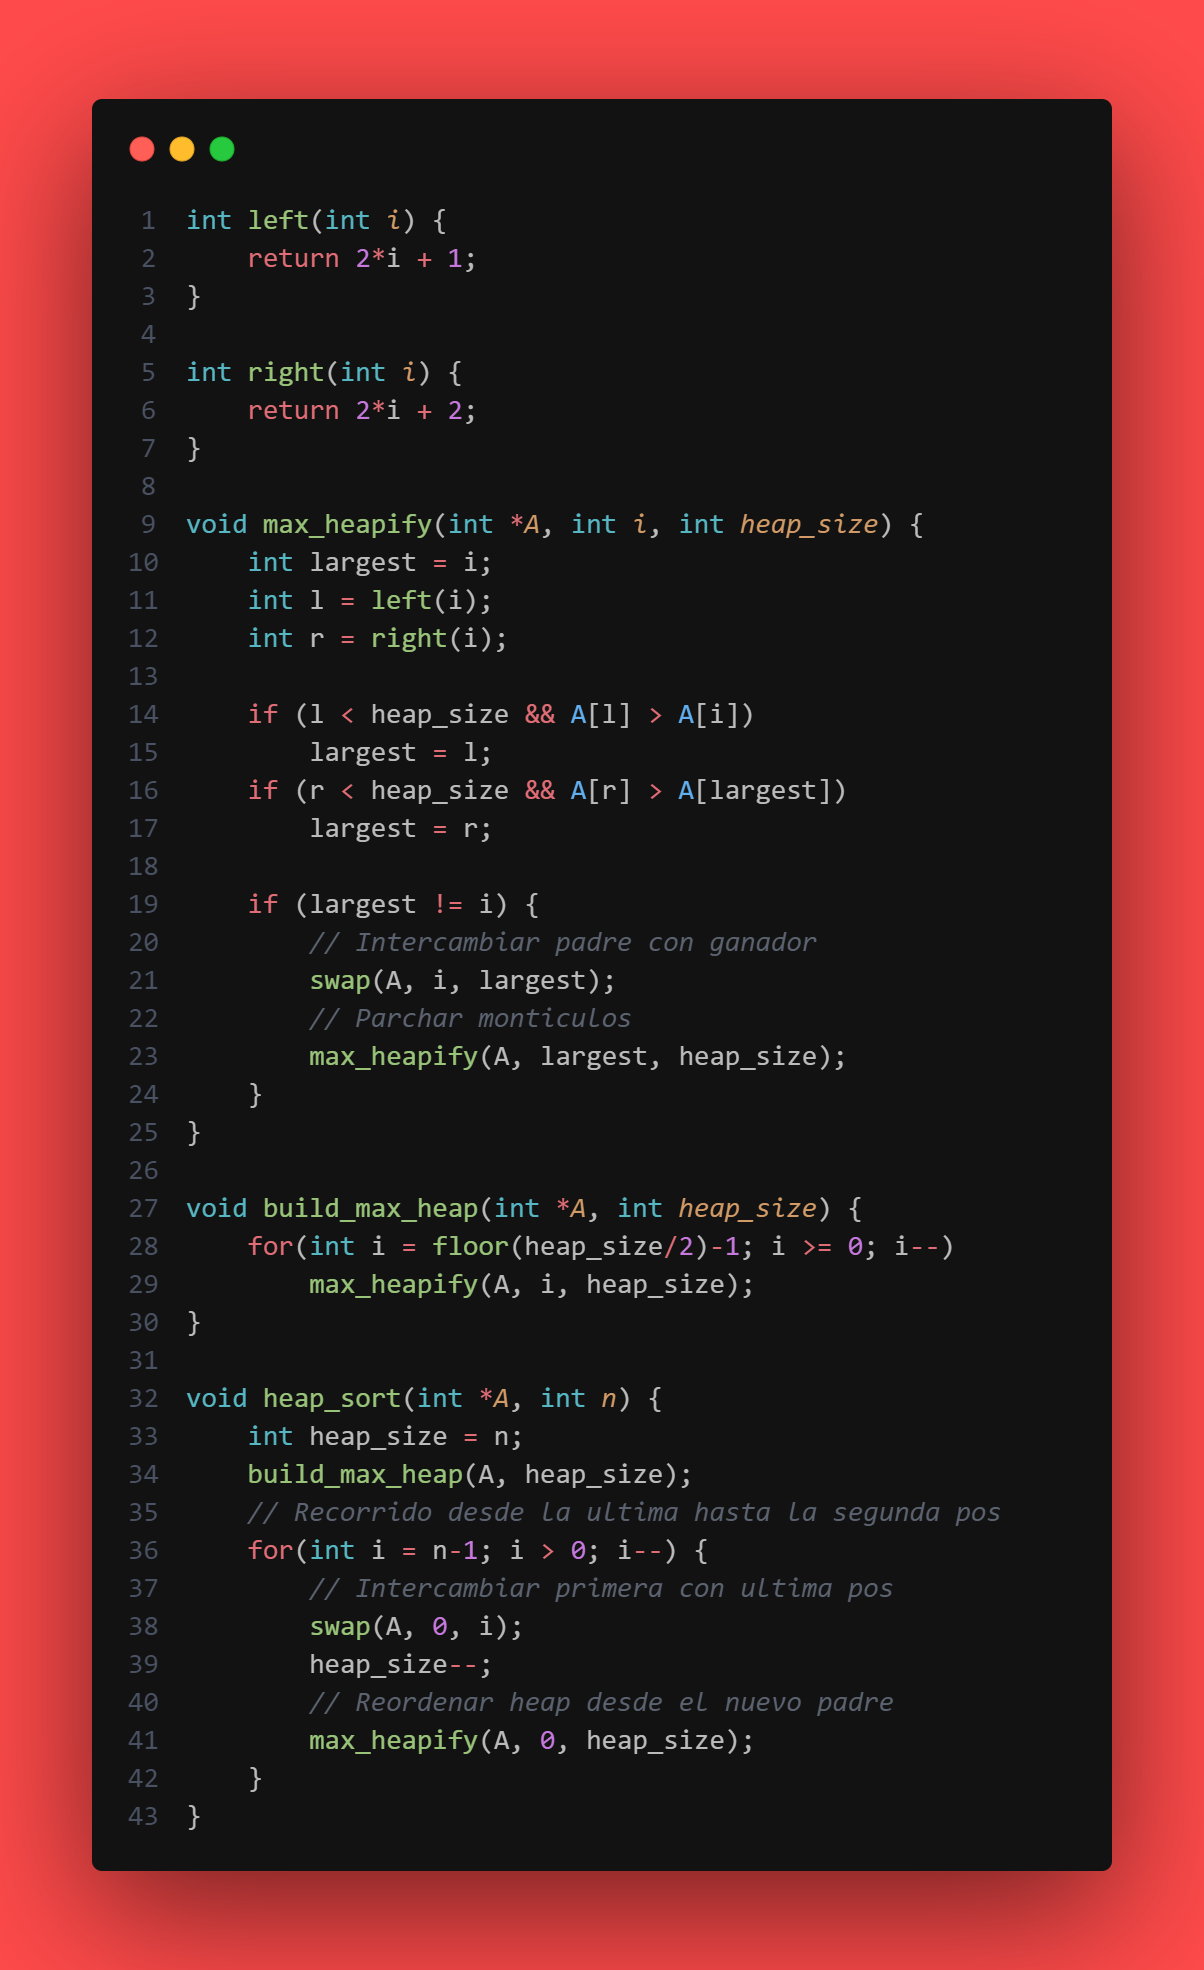 1 int left(int i) {
2     return 2*i + 1;
3 }
4
5 int right(int i) {
6     return 2*i + 2;
7 }
8
9 void max_heapify(int *A, int i, int heap_size) {
10     int largest = i;
11     int l = left(i);
12     int r = right(i);
13
14     if (l < heap_size && A[l] > A[i])
15         largest = l;
16     if (r < heap_size && A[r] > A[largest])
17         largest = r;
18
19     if (largest != i) {
20         // Intercambiar padre con ganador
21         swap(A, i, largest);
22         // Parchar monticulos
23         max_heapify(A, largest, heap_size);
24     }
25 }
26
27 void build_max_heap(int *A, int heap_size) {
28     for(int i = floor(heap_size/2)-1; i >= 0; i--)
29         max_heapify(A, i, heap_size);
30 }
31
32 void heap_sort(int *A, int n) {
33     int heap_size = n;
34     build_max_heap(A, heap_size);
35     // Recorrido desde la ultima hasta la segunda pos
36     for(int i = n-1; i > 0; i--) {
37         // Intercambiar primera con ultima pos
38         swap(A, 0, i);
39         heap_size--;
40         // Reordenar heap desde el nuevo padre
41         max_heapify(A, 0, heap_size);
42     }
43 }